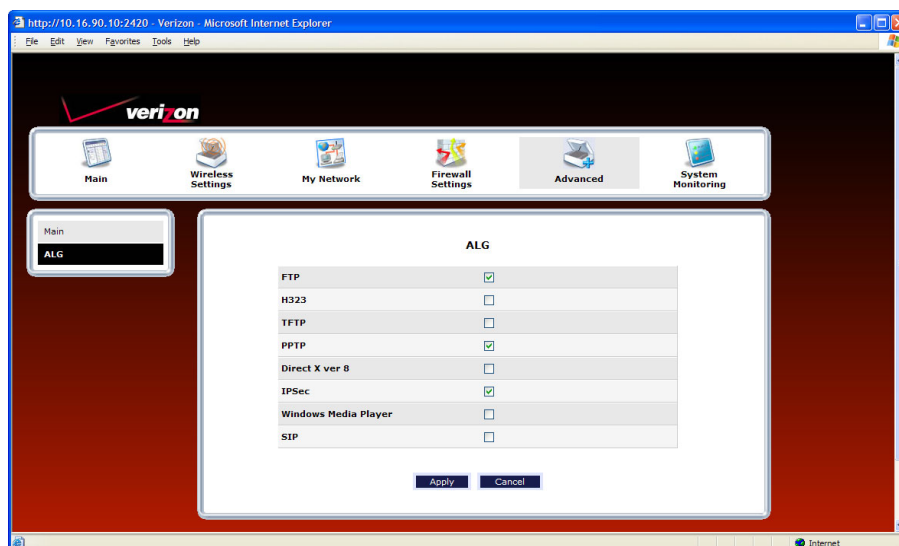 http://10.16.90.10:2420 - Verizon - Microsoft Internet Explorer
File Edit View Favorites Tools Help
verizon
Main
Wireless Settings
My Network
Firewall Settings
Advanced
System Monitoring
Main
ALG
ALG
FTP
H323
TFTP
PPTP
Direct X ver 8
IPSec
Windows Media Player
SIP
Apply Cancel
Internet